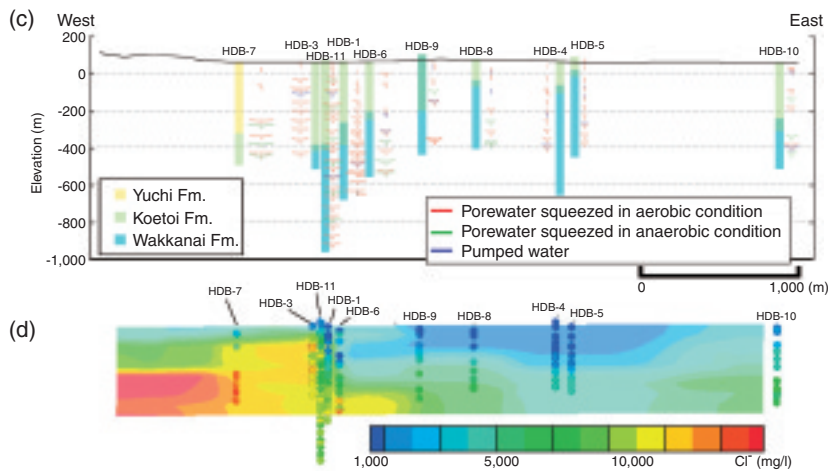 (c)
West
East
HDB-7
HDB-3
HDB-1
HDB-11
HDB-6
HDB-9
HDB-8
HDB-4
HDB-5
HDB-10
200
0
-200
-400
-600
-800
-1,000
Elevation (m)
Yuchi Fm.
Koetoi Fm.
Wakkanai Fm.
Porewater squeezed in aerobic condition
Porewater squeezed in anaerobic condition
Pumped water
0
1,000 (m)
(d)
HDB-7
HDB-3
HDB-11
HDB-1
HDB-6
HDB-9
HDB-8
HDB-4
HDB-5
HDB-10
1,000
5,000
10,000
Cl⁻ (mg/l)